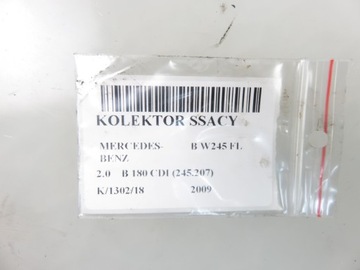 KOLEKTOR SSACY
MERCEDES- B W245 FL
BENZ
2.0 B 180 CDI (245.207)
K/1302/18 2009